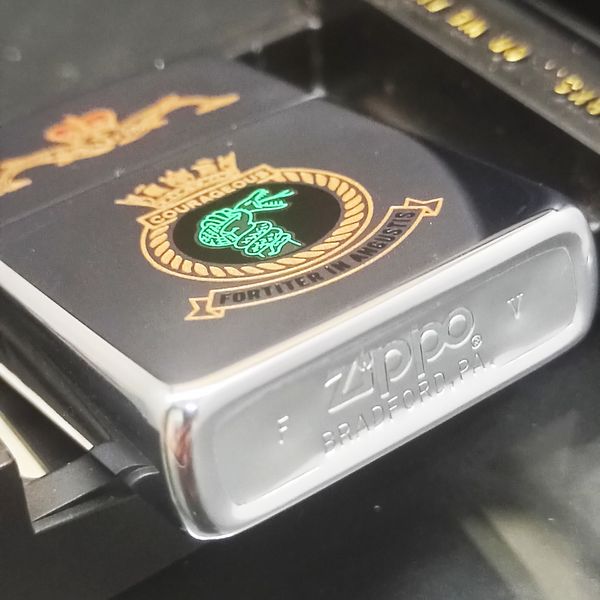 COURAGEOUS
FORTITER IN ANGUSTIS
F Zippo® V
BRADFORD, PA.